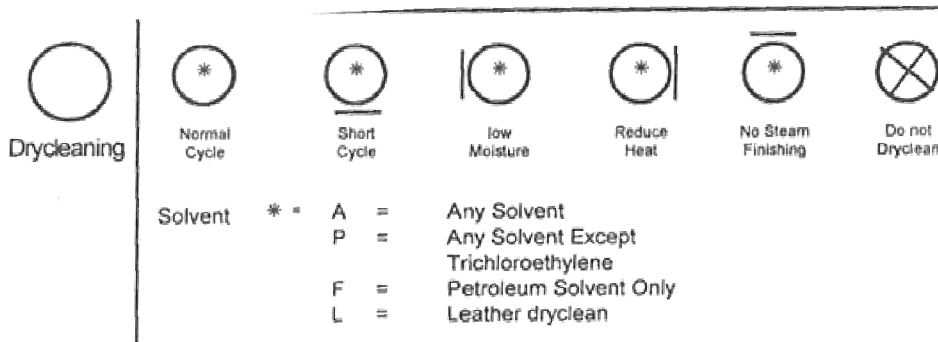 Drycleaning
Normal Cycle
Short Cycle
low Moisture
Reduce Heat
No Steam Finishing
Do not Dryclean
Solvent * = A = Any Solvent
P = Any Solvent Except
Trichloroethylene
F = Petroleum Solvent Only
L = Leather dryclean